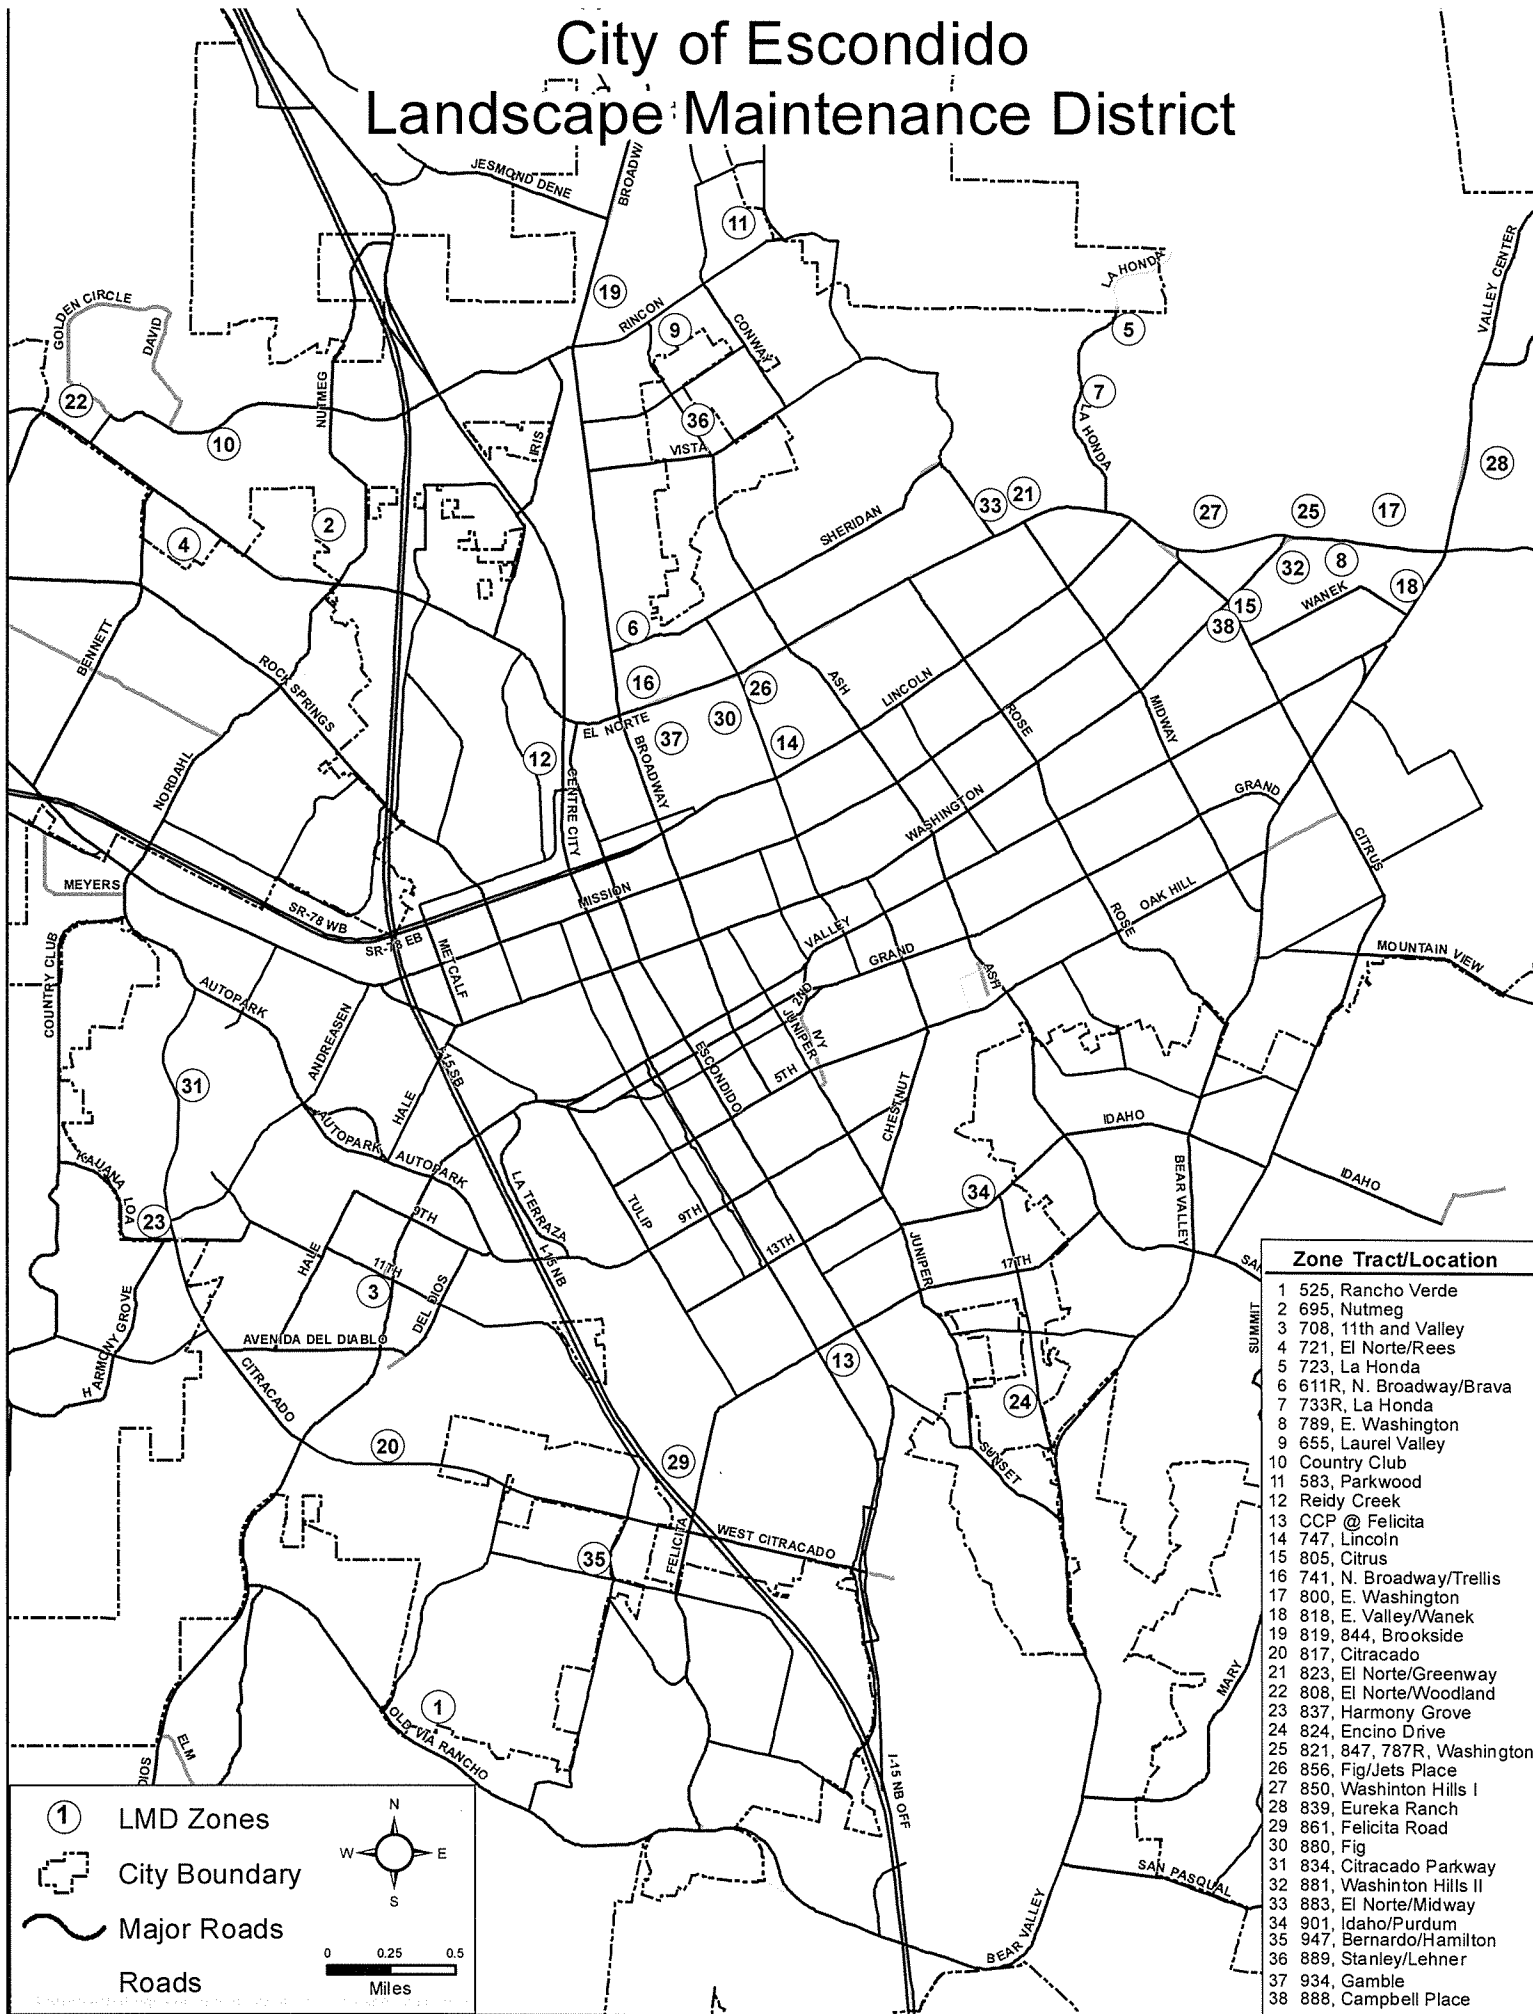 City of Escondido
Landscape Maintenance District
JESMOND DENE
BROADW
11
VALLEY CENTER
LA HONDA
19
GOLDEN CIRCLE
DAVID
RINCON
9
CONWAY
5
NUTMEG
22
7
LA HONDA
36
10
IRIS
VISTA
28
33
21
2
SHERIDAN
27
25
17
4
32
8
18
WANEK
15
38
6
BENNETT
ROCK SPRINGS
16
26
ASH
LINCOLN
ROSE
MIDWAY
30
EL NORTE
37
BROADWAY
14
12
NORDAHL
CENTRE CITY
WASHINGTON
GRAND
CITRUS
MEYERS
MISSION
OAK HILL
SR-78 WB
SR-78 EB
METCALF
VALLEY
GRAND
ROSE
MOUNTAIN VIEW
COUNTRY CLUB
AUTOPARK
ASH
2ND
ANDREASEN
JUNIPER
IVY
I-15 SB
ESCONDIDO
5TH
31
HALE
CHESTNUT
AUTOPARK
IDAHO
AUTOPARK
KAUANA LOA
LA TERRAZA
BEAR VALLEY
IDAHO
34
TULIP
9TH
9TH
23
13TH
JUNIPER
HALE
I-15 NB
11TH
17TH
SAN
3
DEL DIOS
HARMONY GROVE
AVENIDA DEL DIABLO
SUMMIT
13
CITRACADO
24
20
29
SUNSET
WEST CITRACADO
35
FELICITA
MARY
1
OLD VIA RANCHO
ELM
DIOS
I-15 NB OFF
SAN PASQUAL
BEAR VALLEY
Zone Tract/Location
1 525, Rancho Verde
2 695, Nutmeg
3 708, 11th and Valley
4 721, El Norte/Rees
5 723, La Honda
6 611R, N. Broadway/Brava
7 733R, La Honda
8 789, E. Washington
9 655, Laurel Valley
10 Country Club
11 583, Parkwood
12 Reidy Creek
13 CCP @ Felicita
14 747, Lincoln
15 805, Citrus
16 741, N. Broadway/Trellis
17 800, E. Washington
18 818, E. Valley/Wanek
19 819, 844, Brookside
20 817, Citracado
21 823, El Norte/Greenway
22 808, El Norte/Woodland
23 837, Harmony Grove
24 824, Encino Drive
25 821, 847, 787R, Washington
26 856, Fig/Jets Place
27 850, Washinton Hills I
28 839, Eureka Ranch
29 861, Felicita Road
30 880, Fig
31 834, Citracado Parkway
32 881, Washinton Hills II
33 883, El Norte/Midway
34 901, Idaho/Purdum
35 947, Bernardo/Hamilton
36 889, Stanley/Lehner
37 934, Gamble
38 888, Campbell Place
1 LMD Zones
City Boundary
Major Roads
Roads
N
W E
S
0 0.25 0.5
Miles